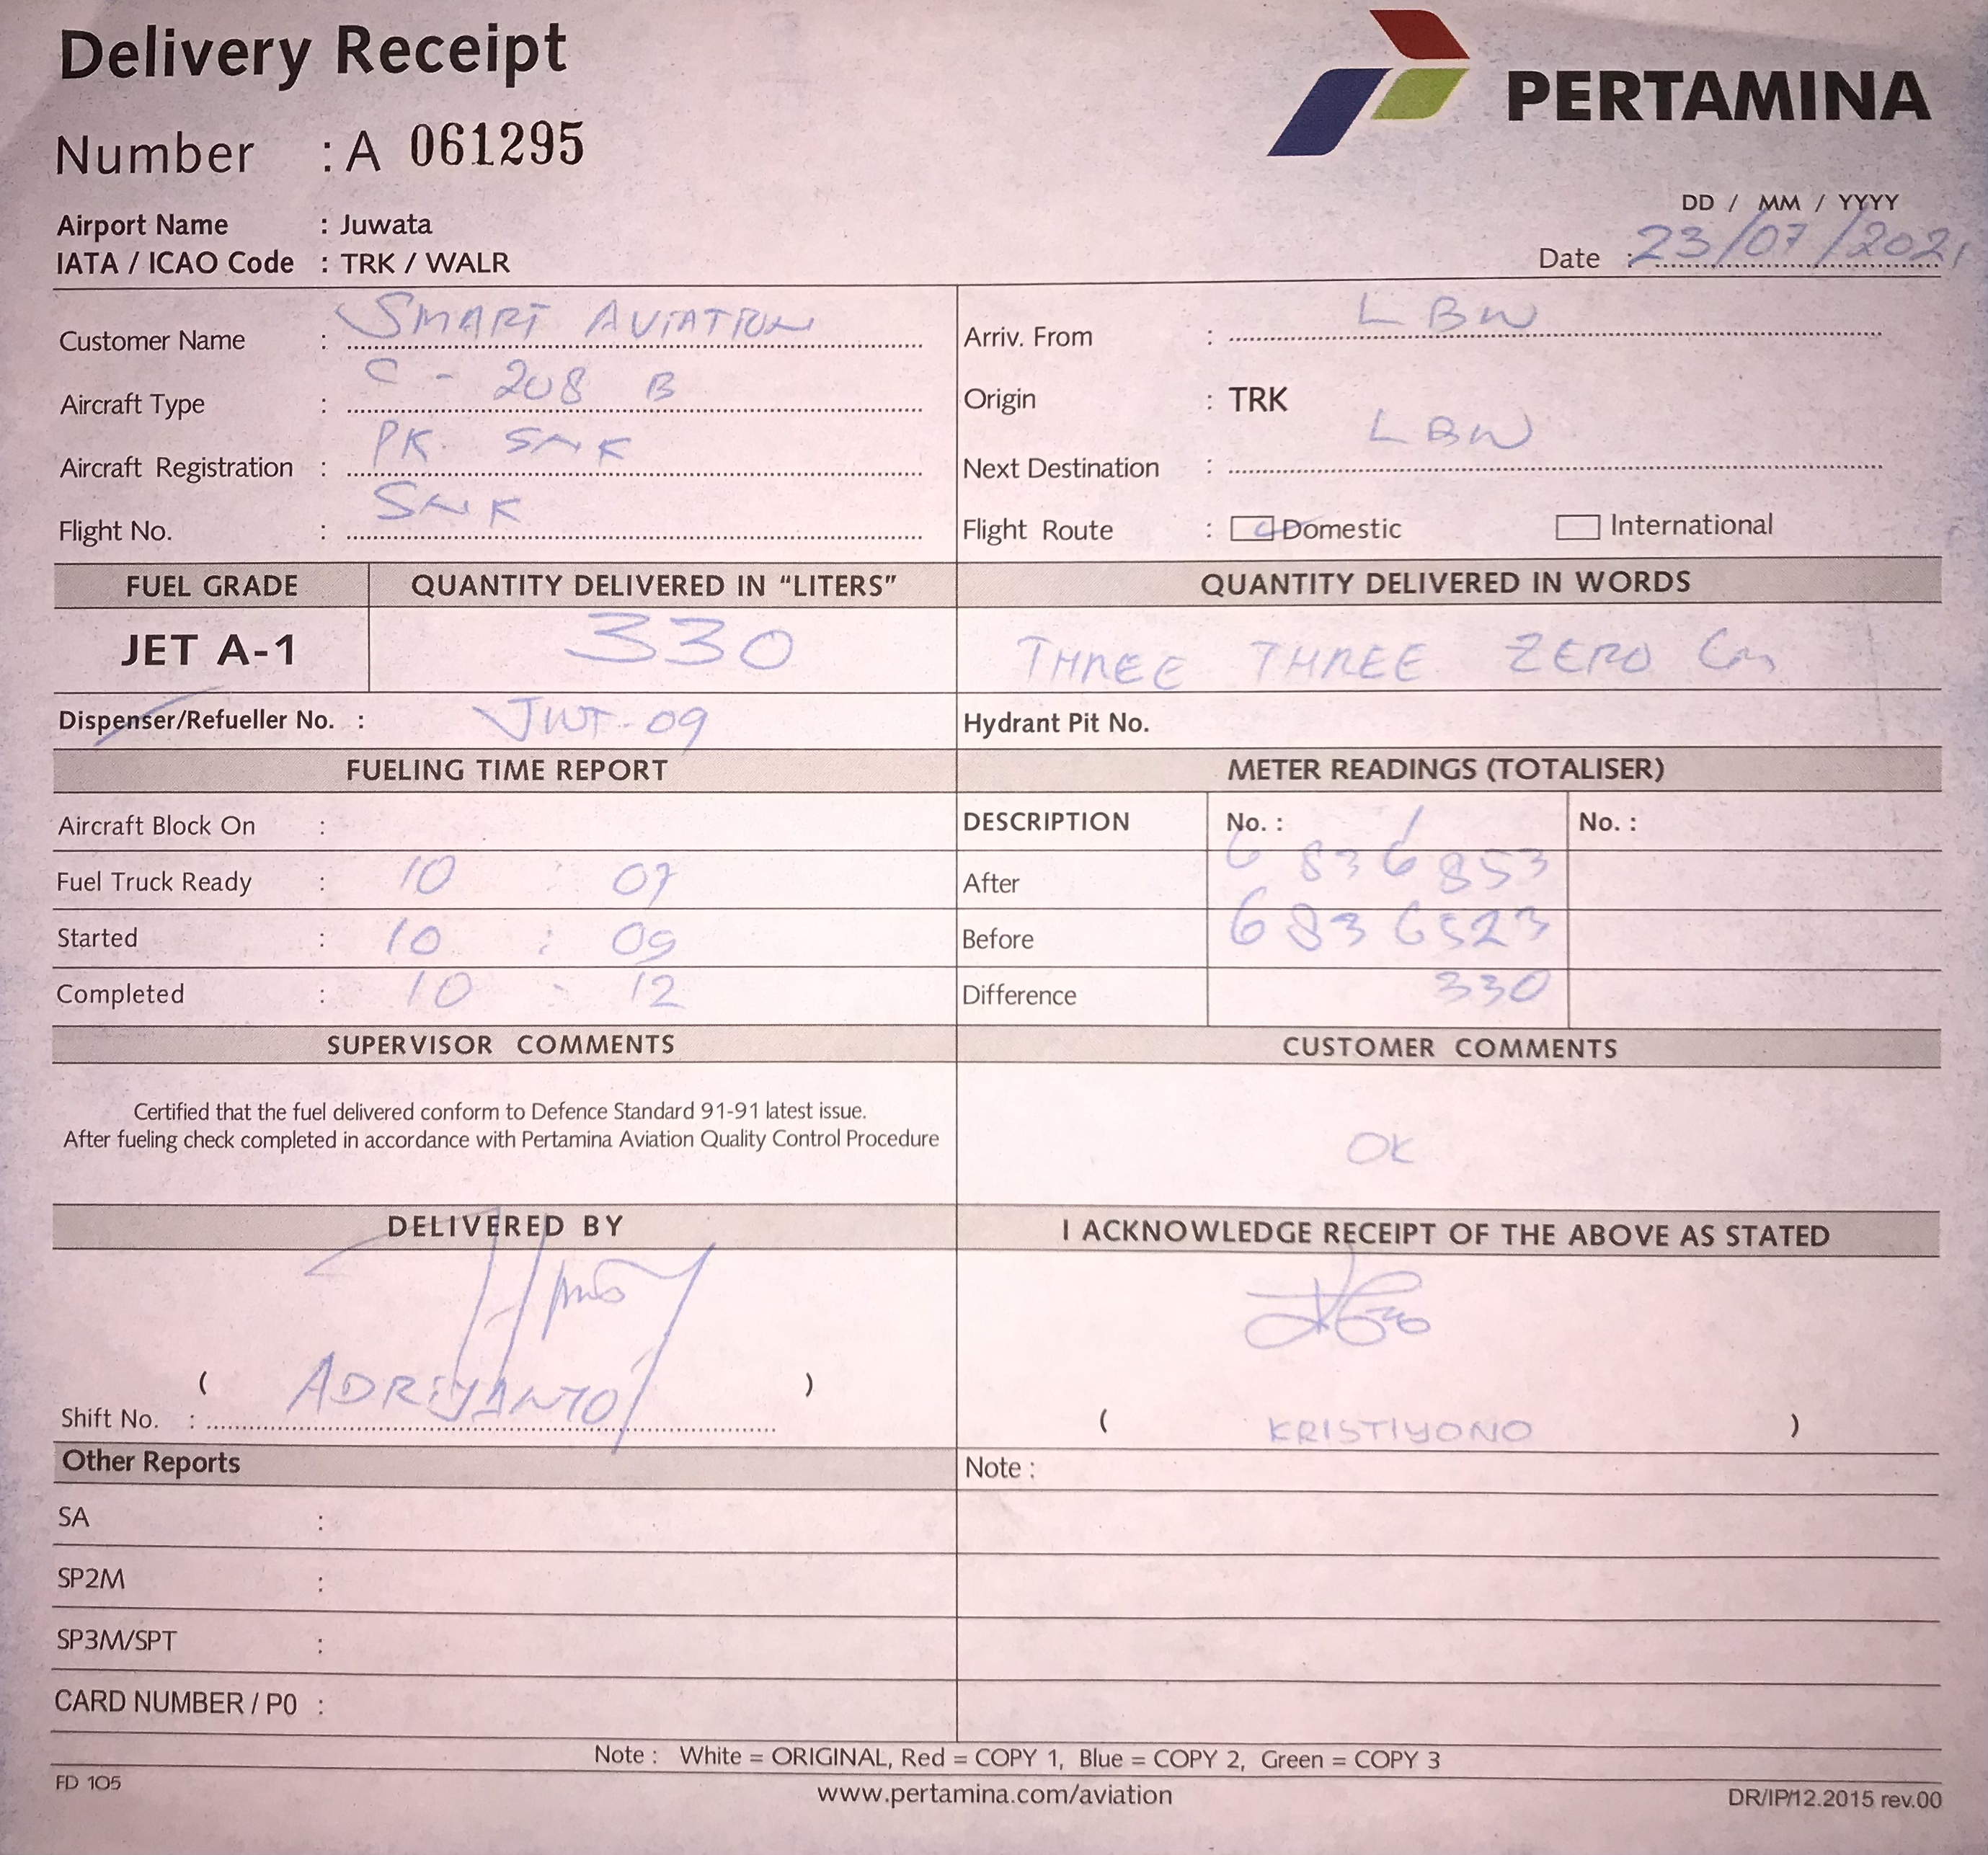 Delivery Receipt
PERTAMINA
Number : A 061295
Airport Name : Juwata
IATA / ICAO Code : TRK / WALR
DD / MM / YYYY
Date : 23/07/2021
Customer Name : SMART AVIATION
Arriv. From : LBW
Aircraft Type : C - 208 B
Origin : TRK
Aircraft Registration : PK. SNK
Next Destination : LBW
Flight No. : SNK
Flight Route : Domestic International
FUEL GRADE QUANTITY DELIVERED IN “LITERS” QUANTITY DELIVERED IN WORDS
JET A-1 330 THREE THREE ZERO
Dispenser/Refueller No. : JWT-09 Hydrant Pit No.
FUELING TIME REPORT METER READINGS (TOTALISER)
Aircraft Block On : DESCRIPTION No. : No. :
Fuel Truck Ready : 10 : 07 After 6 836 853
Started : 10 : 09 Before 6836523
Completed : 10 : 12 Difference 330
SUPERVISOR COMMENTS CUSTOMER COMMENTS
Certified that the fuel delivered conform to Defence Standard 91-91 latest issue.
After fueling check completed in accordance with Pertamina Aviation Quality Control Procedure
OK
DELIVERED BY I ACKNOWLEDGE RECEIPT OF THE ABOVE AS STATED
( ADRIYANTO )
Shift No. :
( KRISTIYONO )
Other Reports Note :
SA :
SP2M :
SP3M/SPT :
CARD NUMBER / P0 :
Note : White = ORIGINAL, Red = COPY 1, Blue = COPY 2, Green = COPY 3
FD 105 www.pertamina.com/aviation DR/IP/12.2015 rev.00